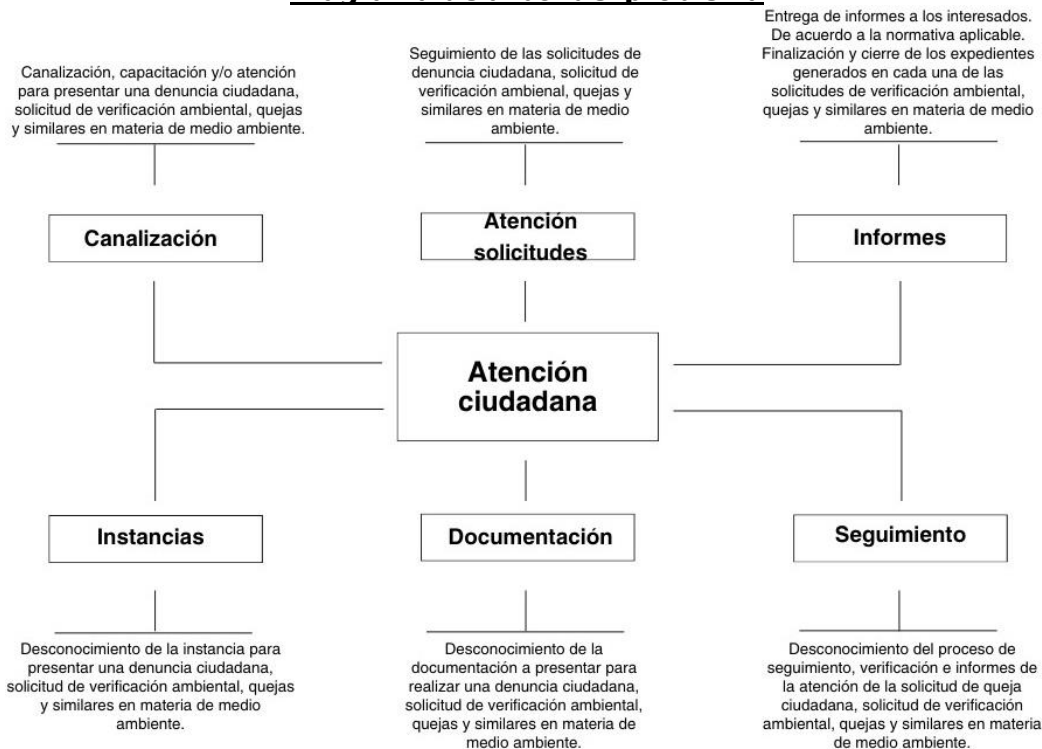 Canalización, capacitación y/o atención
para presentar una denuncia ciudadana,
solicitud de verificación ambiental, quejas
y similares en materia de medio ambiente.
Seguimiento de las solicitudes de
denuncia ciudadana, solicitud de
verificación ambienal, quejas y
similares en materia de medio
ambiente.
Entrega de informes a los interesados.
De acuerdo a la normativa aplicable.
Finalización y cierre de los expedientes
generados en cada una de las
solicitudes de verificación ambiental,
quejas y similares en materia de medio
ambiente.
Canalización
Atención
solicitudes
Informes
Atención
ciudadana
Instancias
Documentación
Seguimiento
Desconocimiento de la instancia para
presentar una denuncia ciudadana,
solicitud de verificación ambiental, quejas
y similares en materia de medio
ambiente.
Desconocimiento de la
documentación a presentar para
realizar una denuncia ciudadana,
solicitud de verificación ambiental,
quejas y similares en materia de
medio ambiente.
Desconocimiento del proceso de
seguimiento, verificación e informes de
la atención de la solicitud de queja
ciudadana, solicitud de verificación
ambiental, quejas y similares en materia
de medio ambiente.